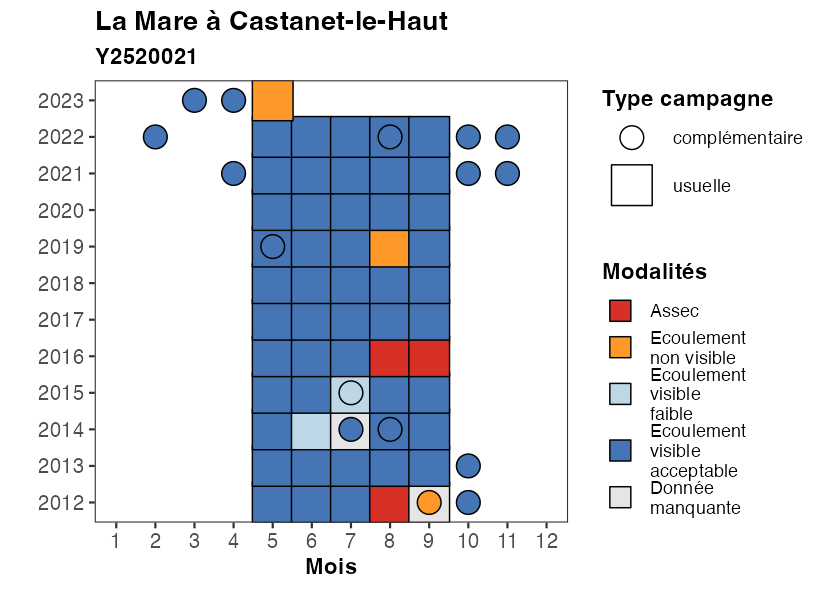 La Mare à Castanet-le-Haut
Y2520021
2023
2022
2021
2020
2019
2018
2017
2016
2015
2014
2013
2012
1 2 3 4 5 6 7 8 9 10 11 12
Mois
Type campagne
complémentaire
usuelle
Modalités
Assec
Ecoulement
non visible
Ecoulement
visible
faible
Ecoulement
visible
acceptable
Donnée
manquante